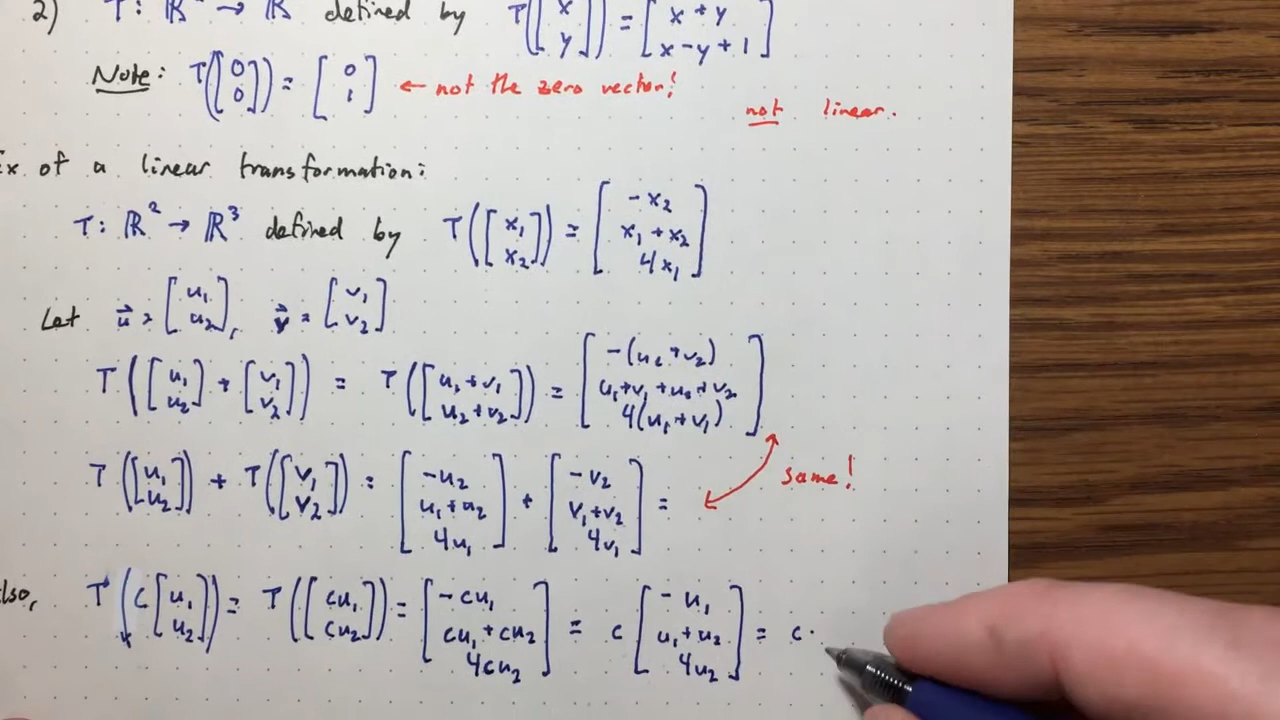 2) T: ℝ → ℝ defined by T([x y]) = [x + y x - y + 1]
Note: T([0 0]) = [0 1] ← not the zero vector!
not linear.
Ex of a linear transformation:
T: ℝ² → ℝ³ defined by T([x₁ x₂]) = [-x₂ x₁ + x₂ 4x₁]
Let u⃗ = [u₁ u₂], v⃗ = [v₁ v₂]
T([u₁ u₂] + [v₁ v₂]) = T([u₁ + v₁ u₂ + v₂]) = [-(u₂ + v₂) u₁ + v₁ + u₂ + v₂ 4(u₁ + v₁)]
T([u₁ u₂]) + T([v₁ v₂]) = [-u₂ u₁ + u₂ 4u₁] + [-v₂ v₁ + v₂ 4v₁] =
same!
also, T(c[u₁ u₂]) = T([cu₁ cu₂]) = [-cu₁ cu₁ + cu₂ 4cu₂] = c[-u₁ u₁ + u₂ 4u₂] = c·